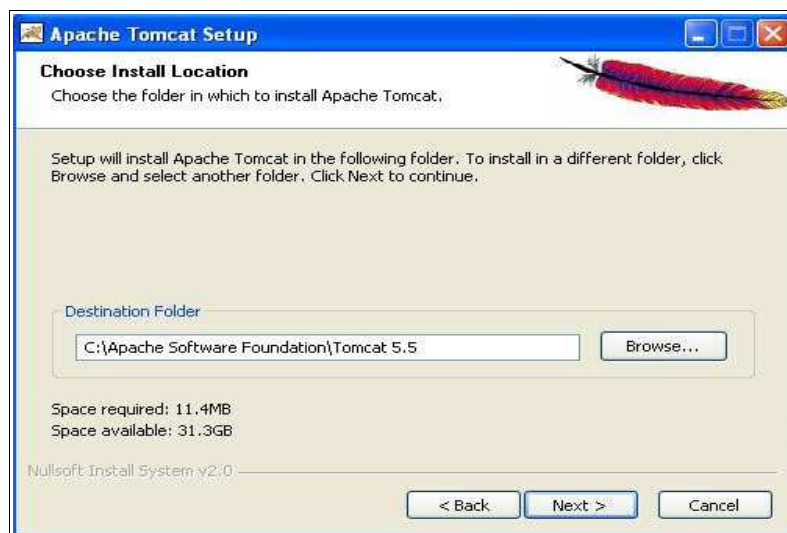 Apache Tomcat Setup
Choose Install Location
Choose the folder in which to install Apache Tomcat.
Setup will install Apache Tomcat in the following folder. To install in a different folder, click
Browse and select another folder. Click Next to continue.
Destination Folder
C:\Apache Software Foundation\Tomcat 5.5
Browse...
Space required: 11.4MB
Space available: 31.3GB
Nullsoft Install System v2.0
< Back
Next >
Cancel